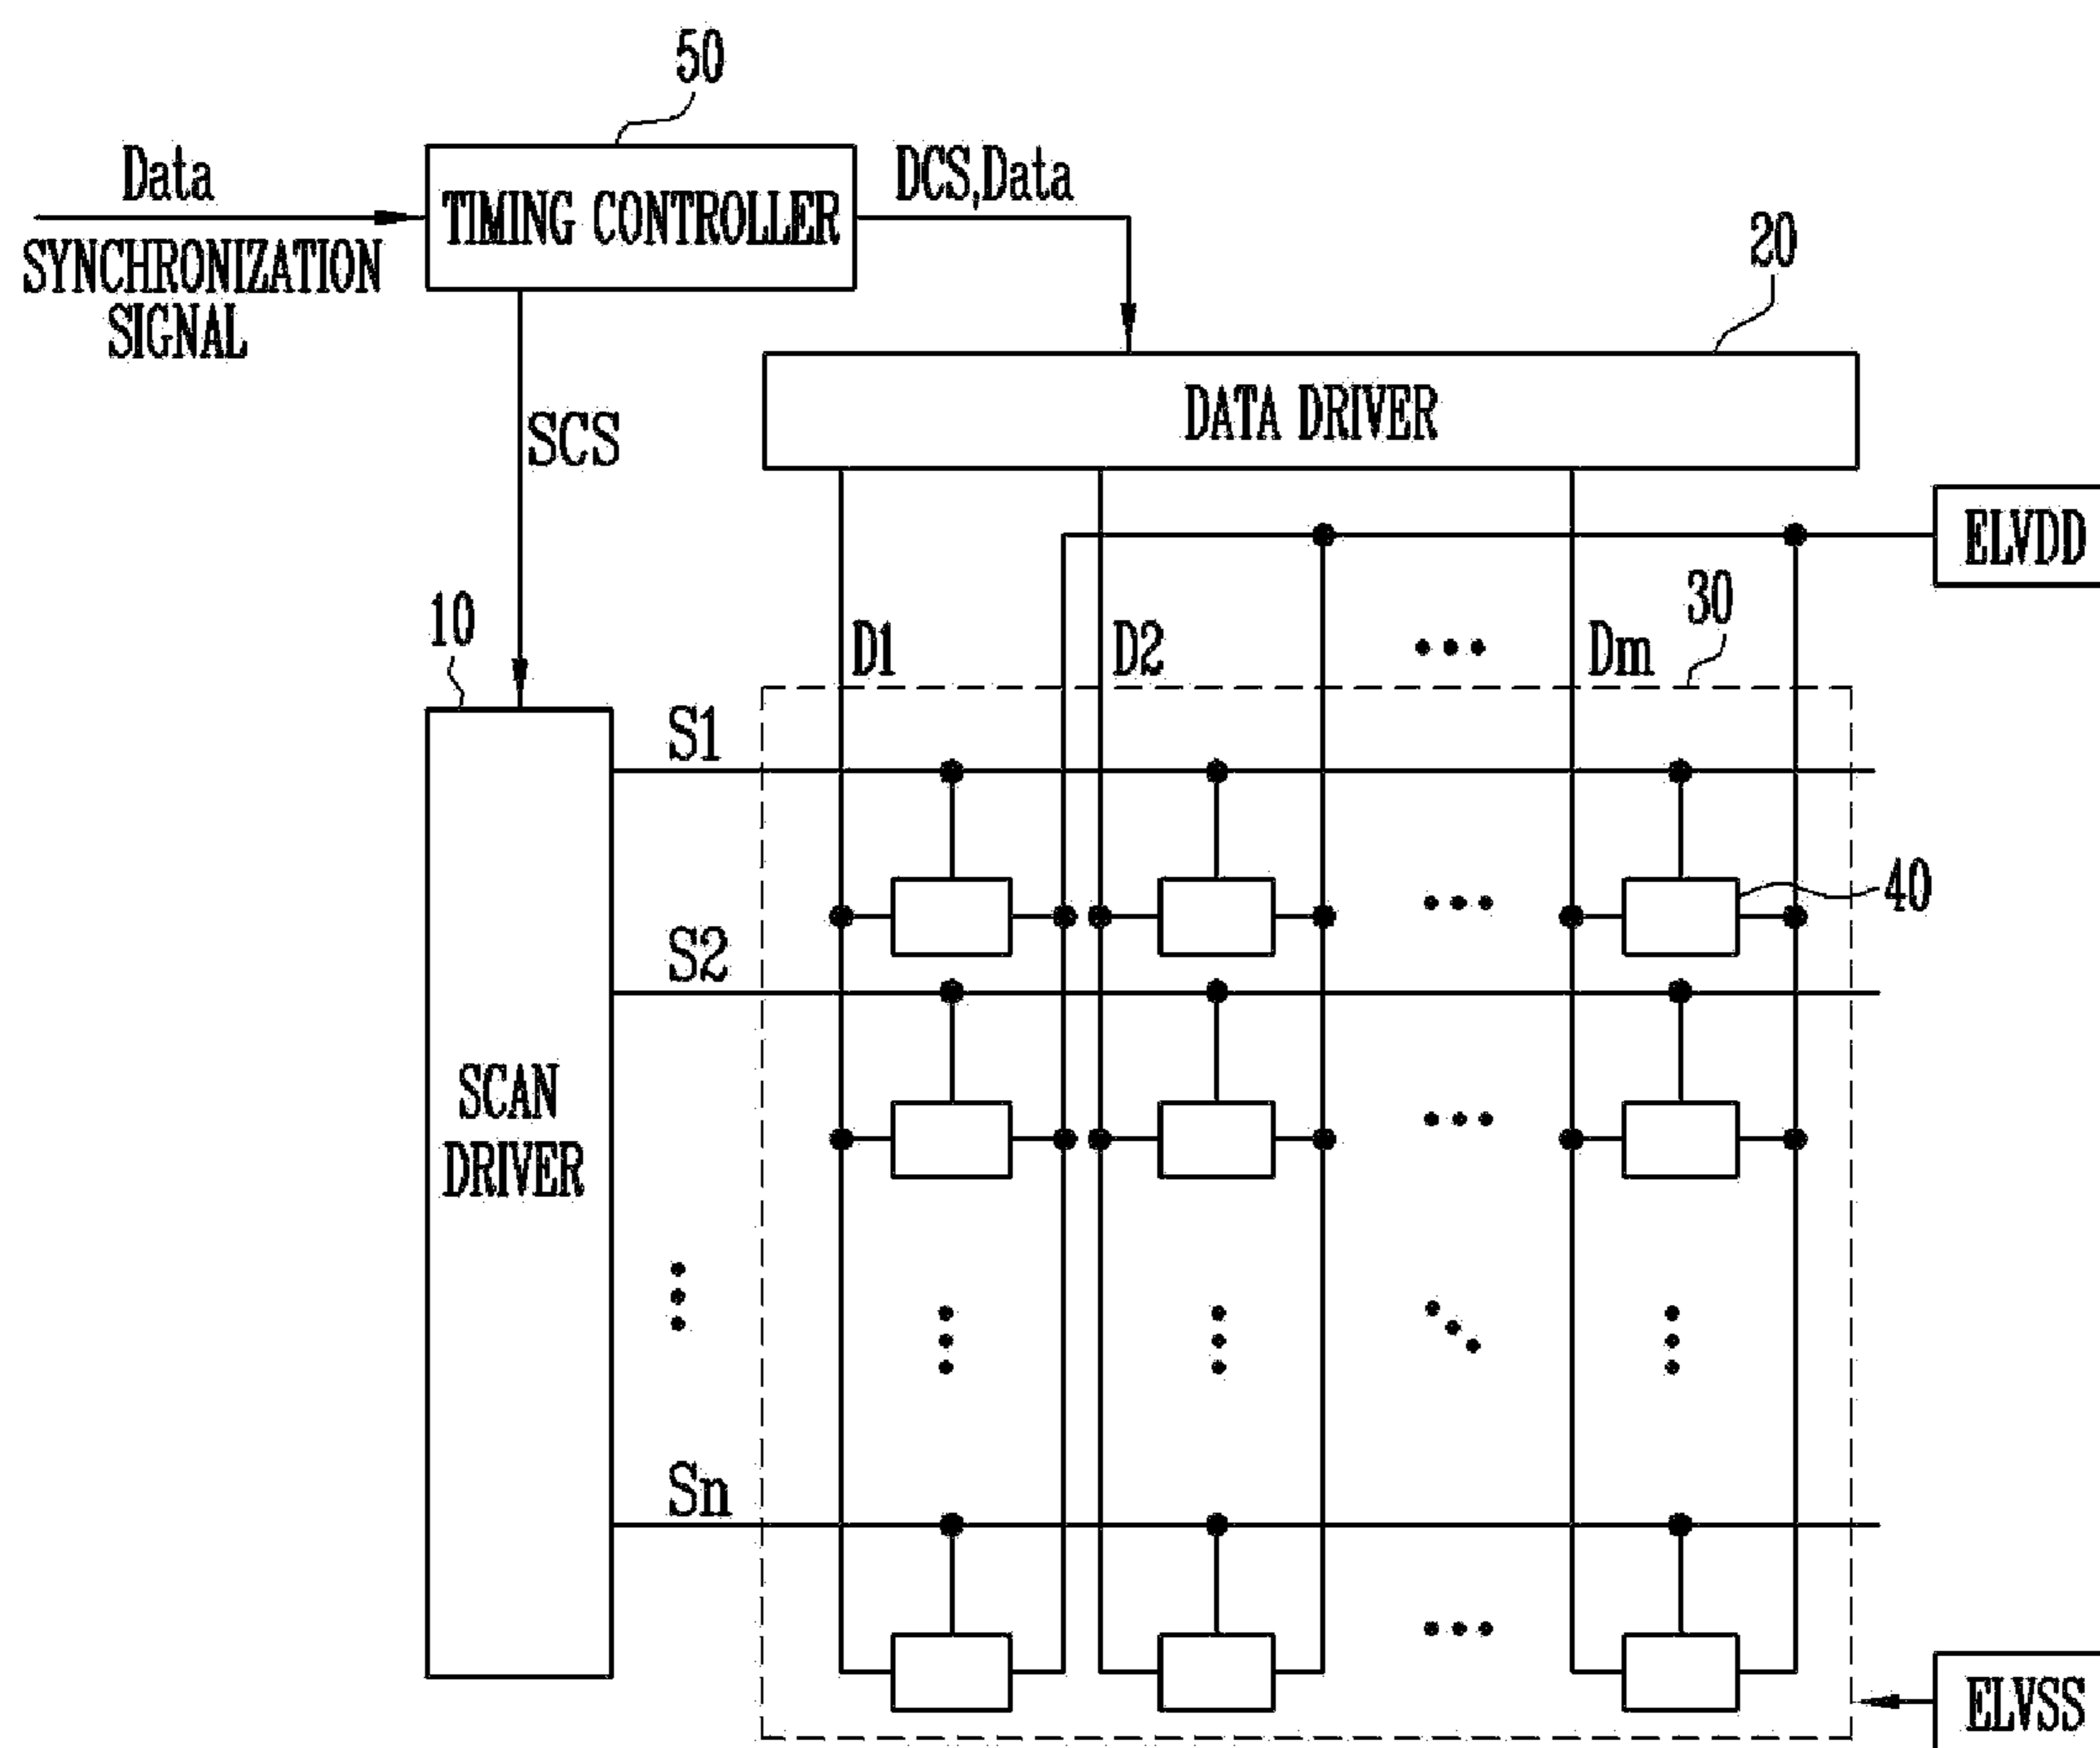 50
Data
TIMING CONTROLLER
DCS,Data
SYNCHRONIZATION
SIGNAL
20
SCS
DATA DRIVER
ELVDD
10
D1
D2
Dm
30
S1
40
S2
SCAN
DRIVER
Sn
ELVSS